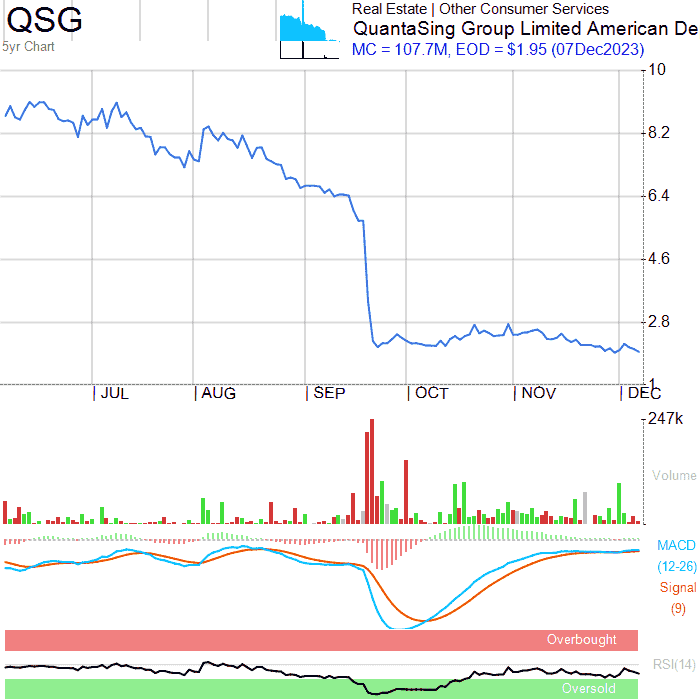 QSG
5yr Chart
Real Estate | Other Consumer Services
QuantaSing Group Limited American De
MC = 107.7M, EOD = $1.95 (07Dec2023)
10
8.2
6.4
4.6
2.8
1
JUL AUG SEP OCT NOV DEC
247k
Volume
MACD
(12-26)
Signal
(9)
Overbought
RSI(14)
Oversold